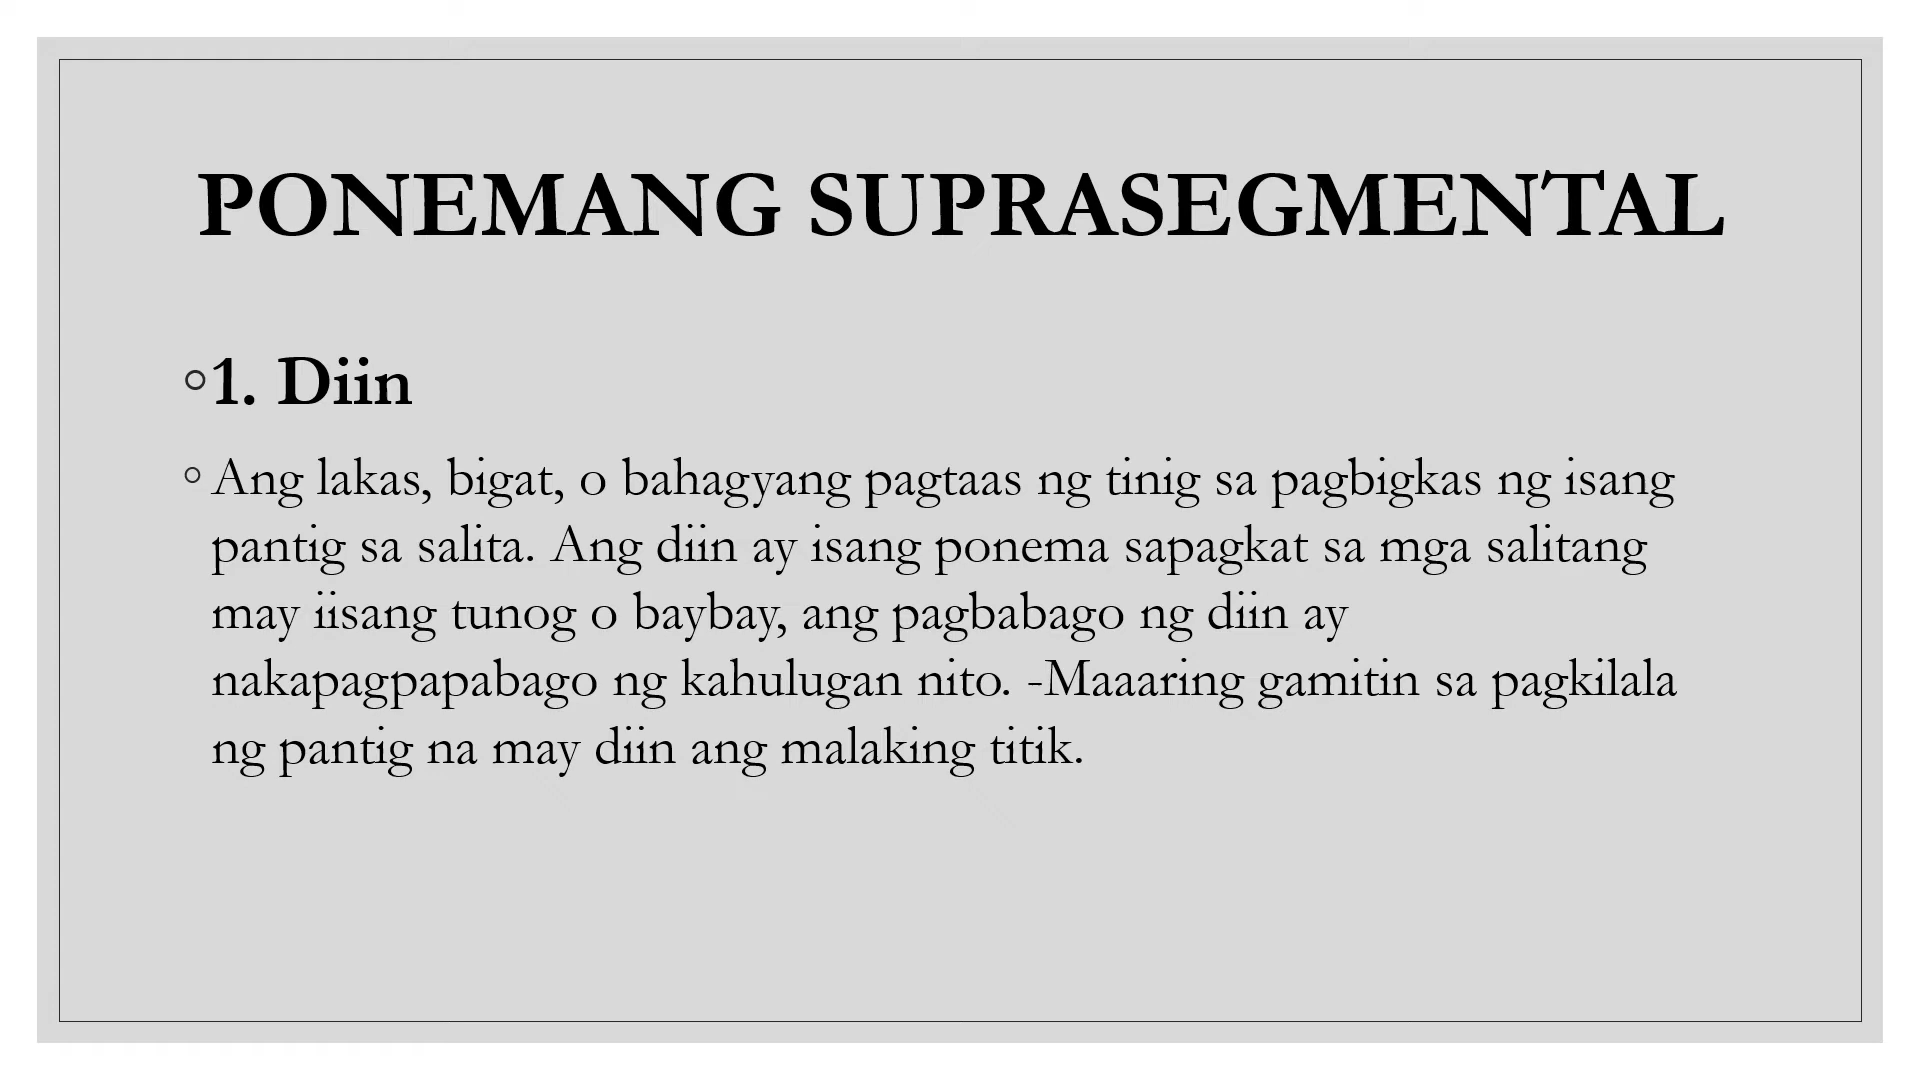 PONEMANG SUPRASEGMENTAL
◦1. Diin
◦ Ang lakas, bigat, o bahagyang pagtaas ng tinig sa pagbigkas ng isang
pantig sa salita. Ang diin ay isang ponema sapagkat sa mga salitang
may iisang tunog o baybay, ang pagbabago ng diin ay
nakapagpapabago ng kahulugan nito. -Maaaring gamitin sa pagkilala
ng pantig na may diin ang malaking titik.